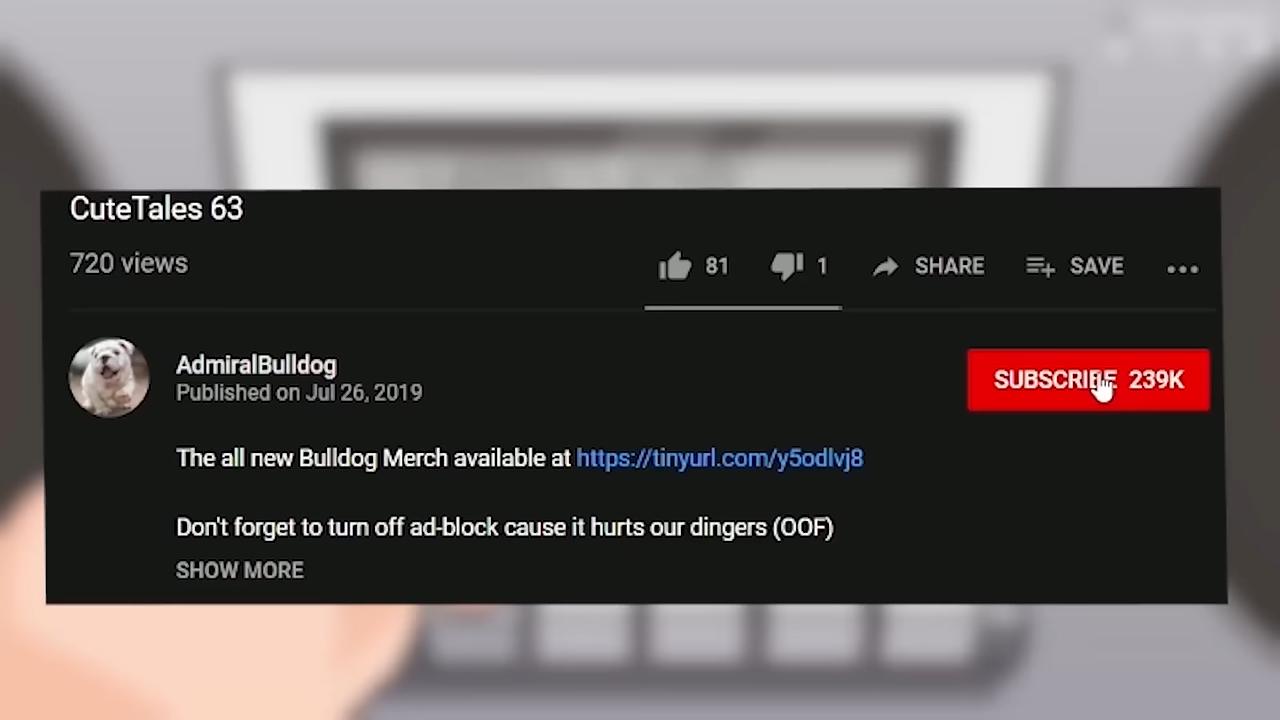 CuteTales 63
720 views
81 1 SHARE SAVE
AdmiralBulldog
Published on Jul 26, 2019
SUBSCRIBE 239K
The all new Bulldog Merch available at https://tinyurl.com/y5odlvj8
Don't forget to turn off ad-block cause it hurts our dingers (OOF)
SHOW MORE